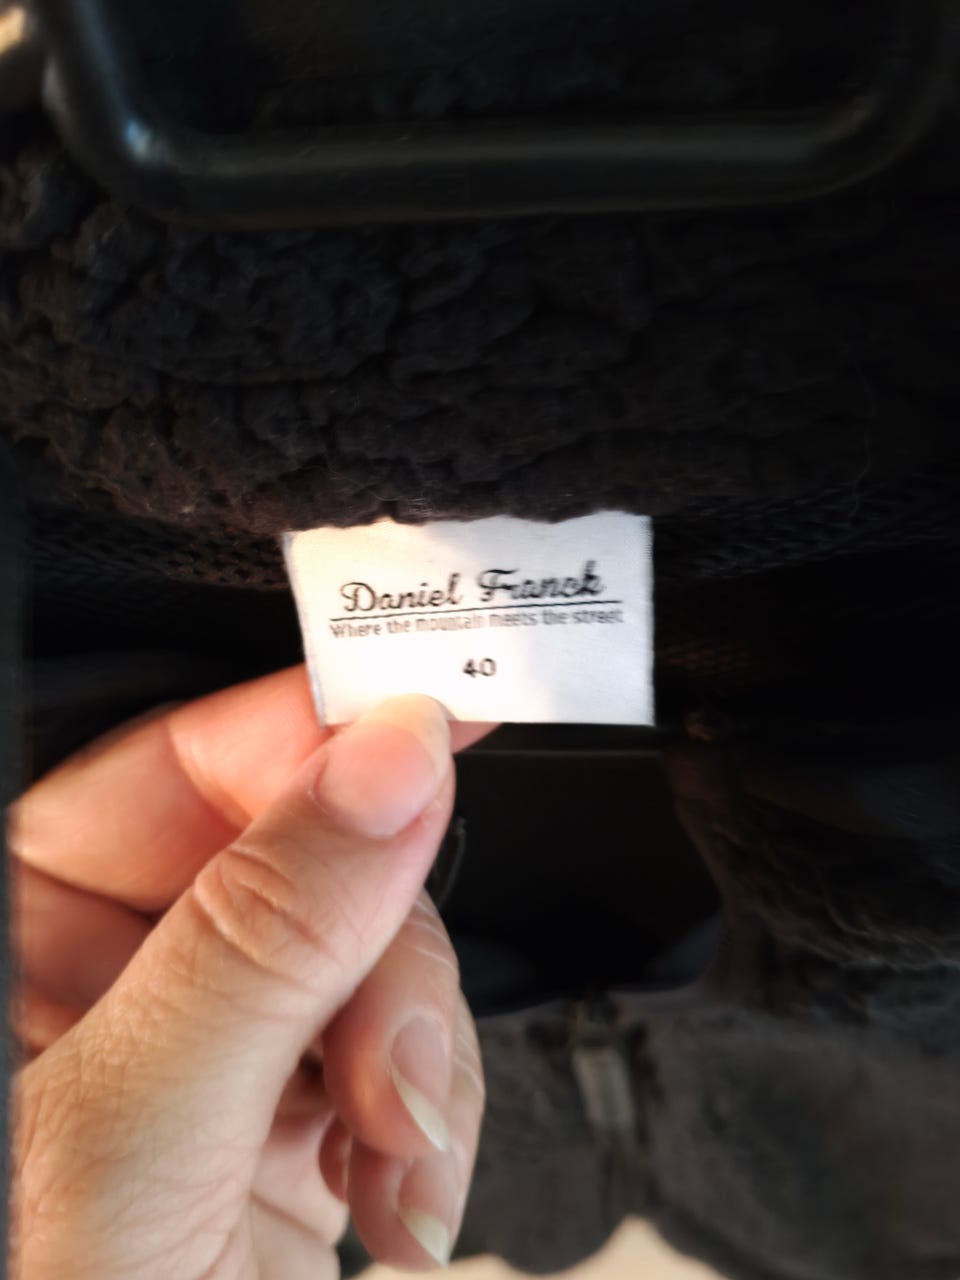 Daniel Franck
Where the mountain meets the street
40